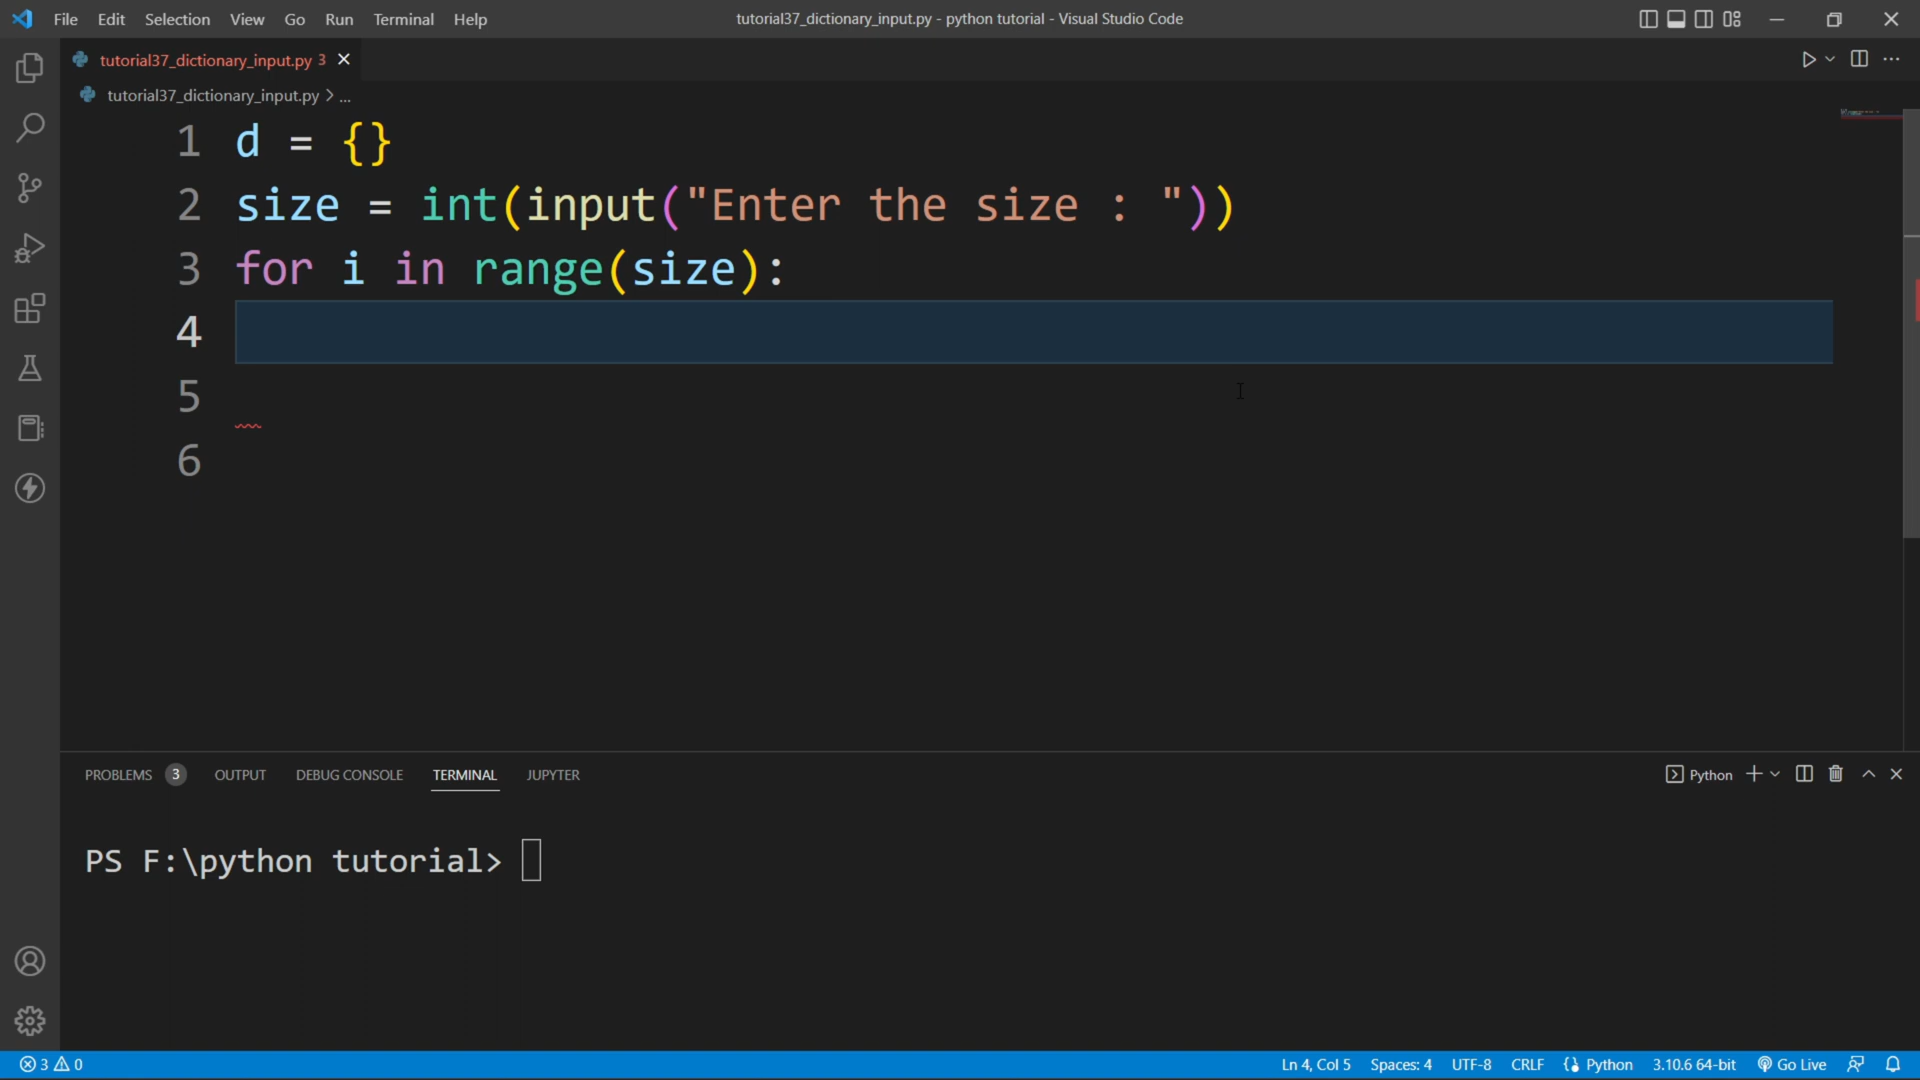 File Edit Selection View Go Run Terminal Help
tutorial37_dictionary_input.py - python tutorial - Visual Studio Code
tutorial37_dictionary_input.py 3
tutorial37_dictionary_input.py > ...
1 d = {}
2 size = int(input("Enter the size : "))
3 for i in range(size):
4
5
6
PROBLEMS 3 OUTPUT DEBUG CONSOLE TERMINAL JUPYTER
Python
PS F:\python tutorial>
3 0
Ln 4, Col 5 Spaces: 4 UTF-8 CRLF Python 3.10.6 64-bit Go Live